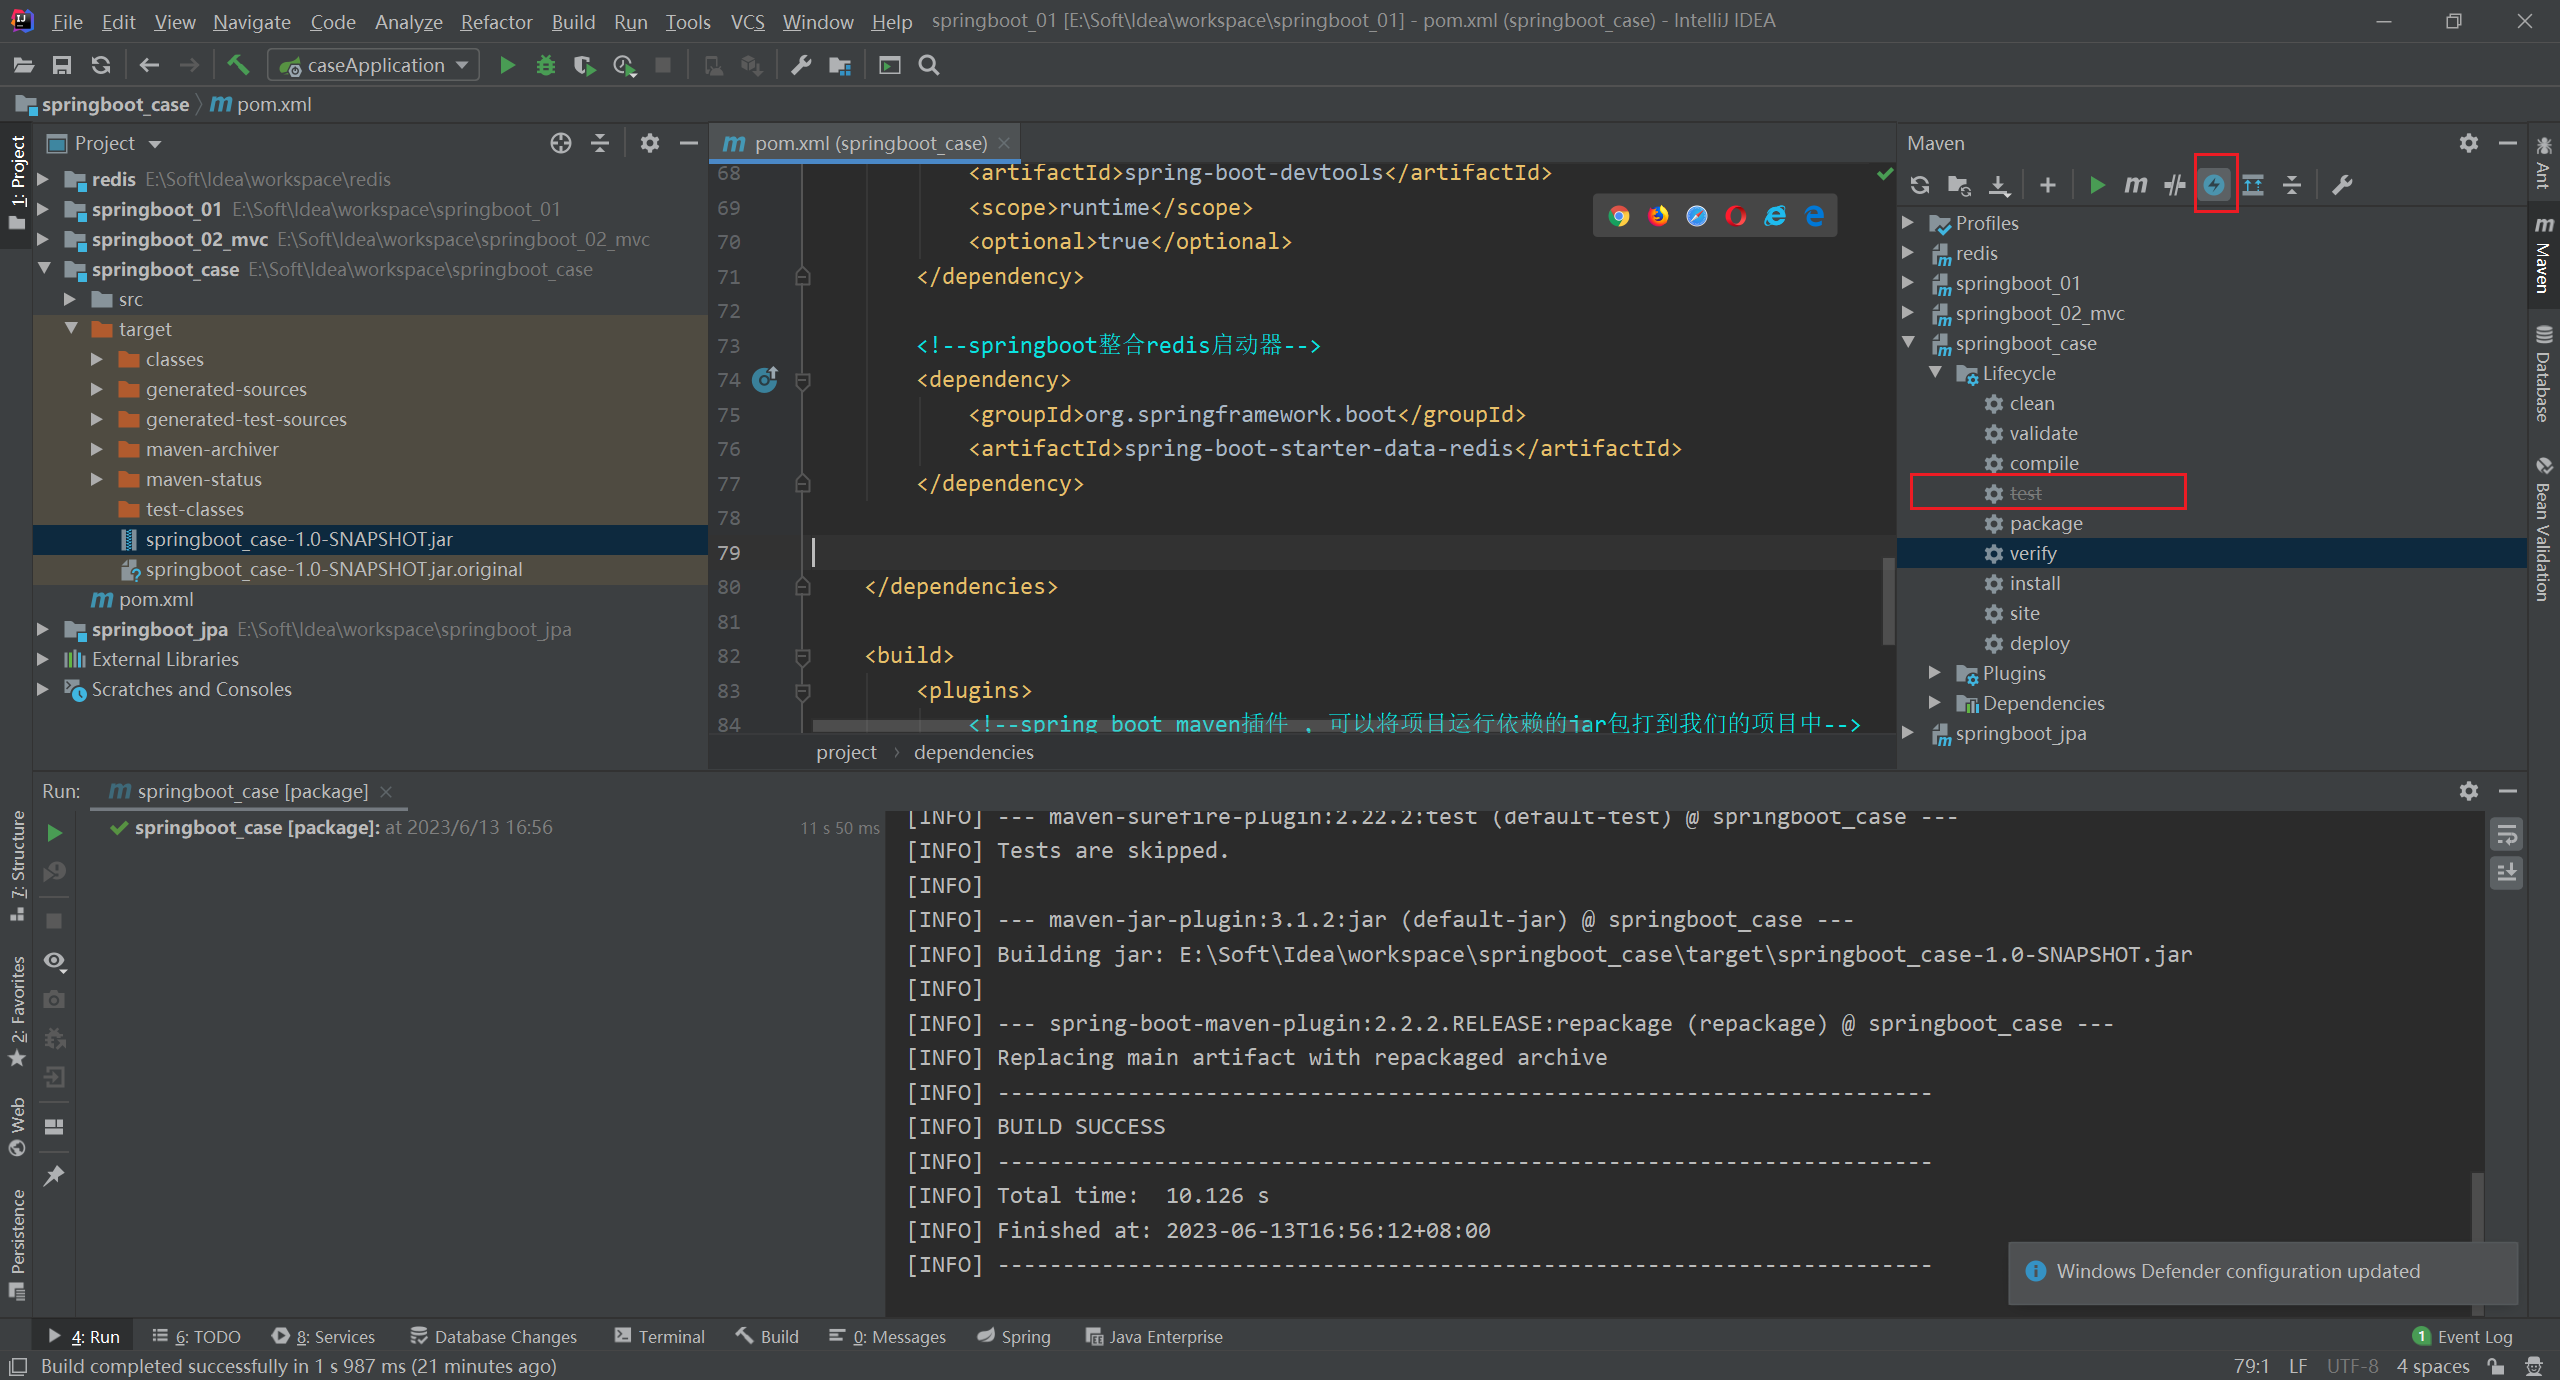 File Edit View Navigate Code Analyze Refactor Build Run Tools VCS Window Help springboot_01 [E:\Soft\Idea\workspace\springboot_01] - pom.xml (springboot_case) - IntelliJ IDEA
caseApplication
springboot_case m pom.xml
1: Project
Project
redis E:\Soft\Idea\workspace\redis
springboot_01 E:\Soft\Idea\workspace\springboot_01
springboot_02_mvc E:\Soft\Idea\workspace\springboot_02_mvc
springboot_case E:\Soft\Idea\workspace\springboot_case
src
target
classes
generated-sources
generated-test-sources
maven-archiver
maven-status
test-classes
springboot_case-1.0-SNAPSHOT.jar
springboot_case-1.0-SNAPSHOT.jar.original
m pom.xml
springboot_jpa E:\Soft\Idea\workspace\springboot_jpa
External Libraries
Scratches and Consoles
m pom.xml (springboot_case)
68 <artifactId>spring-boot-devtools</artifactId>
69 <scope>runtime</scope>
70 <optional>true</optional>
71 </dependency>
72
73 <!--springboot整合redis启动器-->
74 <dependency>
75 <groupId>org.springframework.boot</groupId>
76 <artifactId>spring-boot-starter-data-redis</artifactId>
77 </dependency>
78
79
80 </dependencies>
81
82 <build>
83 <plugins>
84 <!--spring boot maven插件 , 可以将项目运行依赖的jar包打到我们的项目中-->
project › dependencies
Maven
m
Profiles
redis
springboot_01
springboot_02_mvc
springboot_case
Lifecycle
clean
validate
compile
test
package
verify
install
site
deploy
Plugins
Dependencies
springboot_jpa
Ant
m Maven
Database
Bean Validation
Run: m springboot_case [package]
springboot_case [package]: at 2023/6/13 16:56 11 s 50 ms
[INFO] --- maven-surefire-plugin:2.22.2:test (default-test) @ springboot_case ---
[INFO] Tests are skipped.
[INFO]
[INFO] --- maven-jar-plugin:3.1.2:jar (default-jar) @ springboot_case ---
[INFO] Building jar: E:\Soft\Idea\workspace\springboot_case\target\springboot_case-1.0-SNAPSHOT.jar
[INFO]
[INFO] --- spring-boot-maven-plugin:2.2.2.RELEASE:repackage (repackage) @ springboot_case ---
[INFO] Replacing main artifact with repackaged archive
[INFO] ------------------------------------------------------------------------
[INFO] BUILD SUCCESS
[INFO] ------------------------------------------------------------------------
[INFO] Total time:  10.126 s
[INFO] Finished at: 2023-06-13T16:56:12+08:00
[INFO] ------------------------------------------------------------------------
Windows Defender configuration updated
7: Structure
2: Favorites
Web
Persistence
4: Run 6: TODO 8: Services Database Changes Terminal Build 0: Messages Spring Java Enterprise 1 Event Log
Build completed successfully in 1 s 987 ms (21 minutes ago) 79:1 LF UTF-8 4 spaces